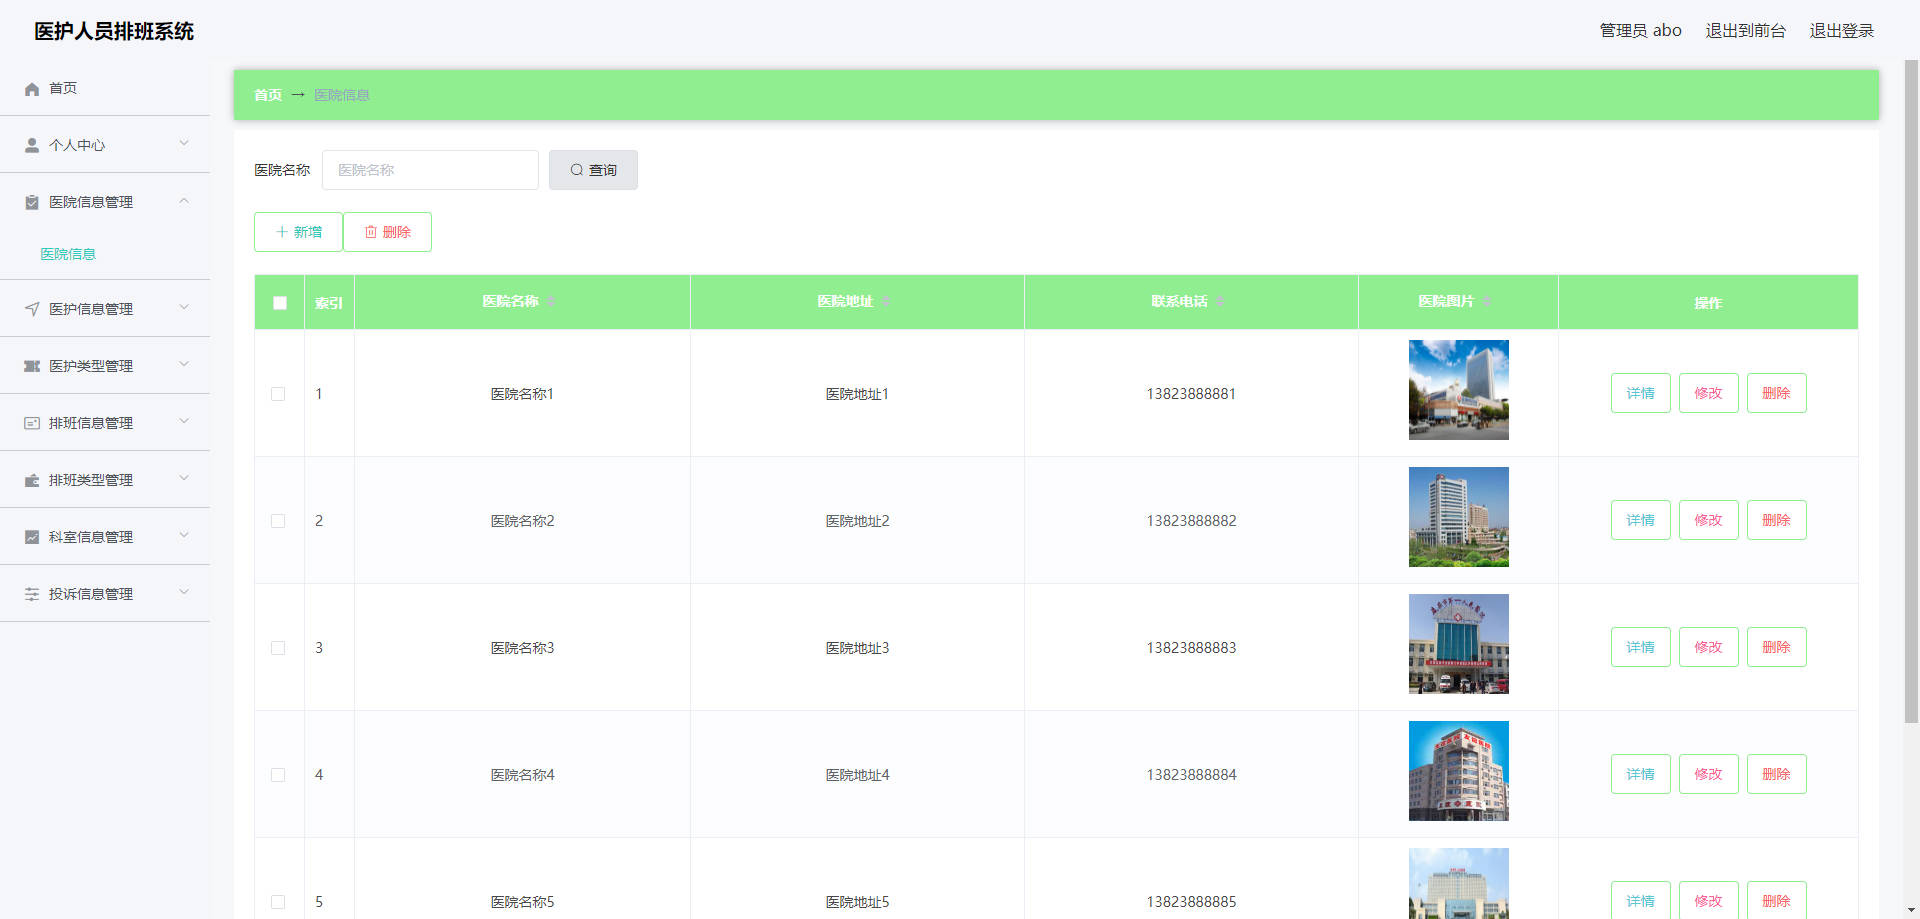 医护人员排班系统
管理员 abo 退出到前台 退出登录
首页
个人中心
医院信息管理
医院信息
医护信息管理
医护类型管理
排班信息管理
排班类型管理
科室信息管理
投诉信息管理
首页 → 医院信息
医院名称 医院名称 查询
新增 删除
索引 医院名称 医院地址 联系电话 医院图片 操作
1 医院名称1 医院地址1 13823888881 详情 修改 删除
2 医院名称2 医院地址2 13823888882 详情 修改 删除
3 医院名称3 医院地址3 13823888883 详情 修改 删除
4 医院名称4 医院地址4 13823888884 详情 修改 删除
5 医院名称5 医院地址5 13823888885 详情 修改 删除